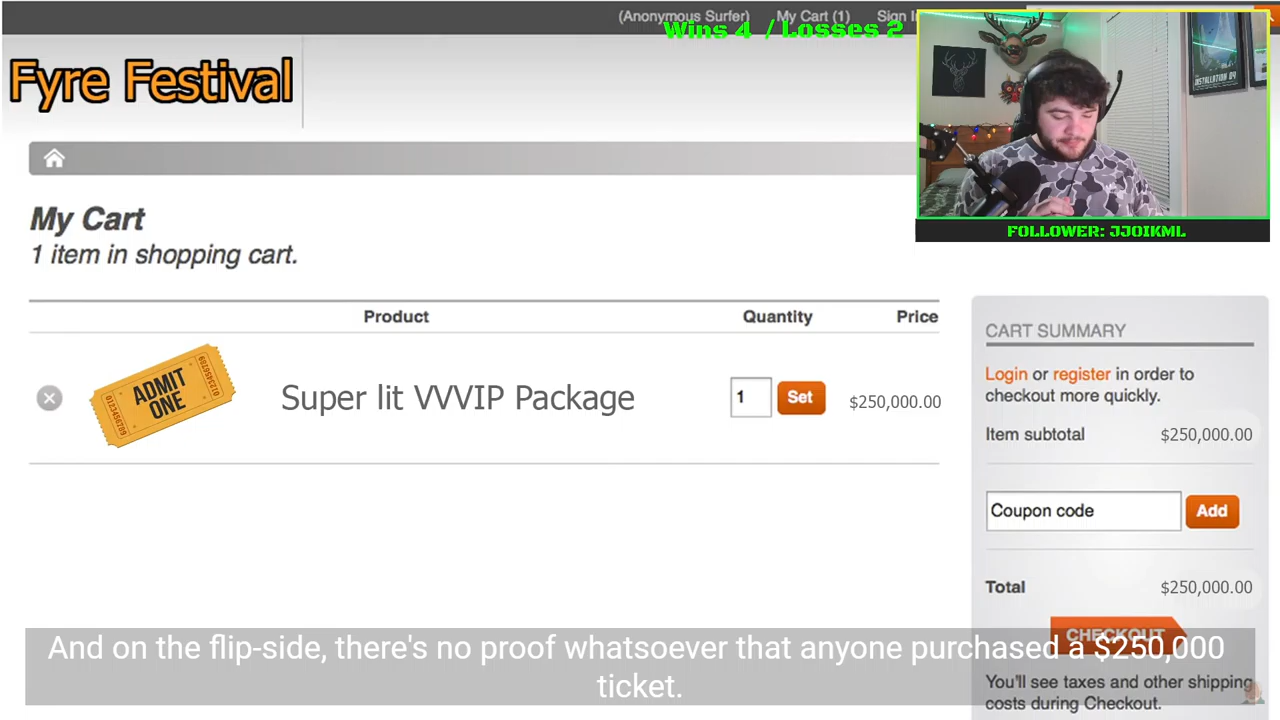 (Anonymous Surfer) My Cart (1) Sign In
Wins 4 / Losses 2
Fyre Festival
FOLLOWER: JJOIKML
My Cart
1 item in shopping cart.
Product Quantity Price
ADMIT
ONE
0123456789
0123456789
Super lit VVVIP Package
1 Set
$250,000.00
CART SUMMARY
Login or register in order to
checkout more quickly.
Item subtotal $250,000.00
Coupon code Add
Total $250,000.00
CHECKOUT
And on the flip-side, there's no proof whatsoever that anyone purchased a $250,000
ticket.
You'll see taxes and other shipping
costs during Checkout.